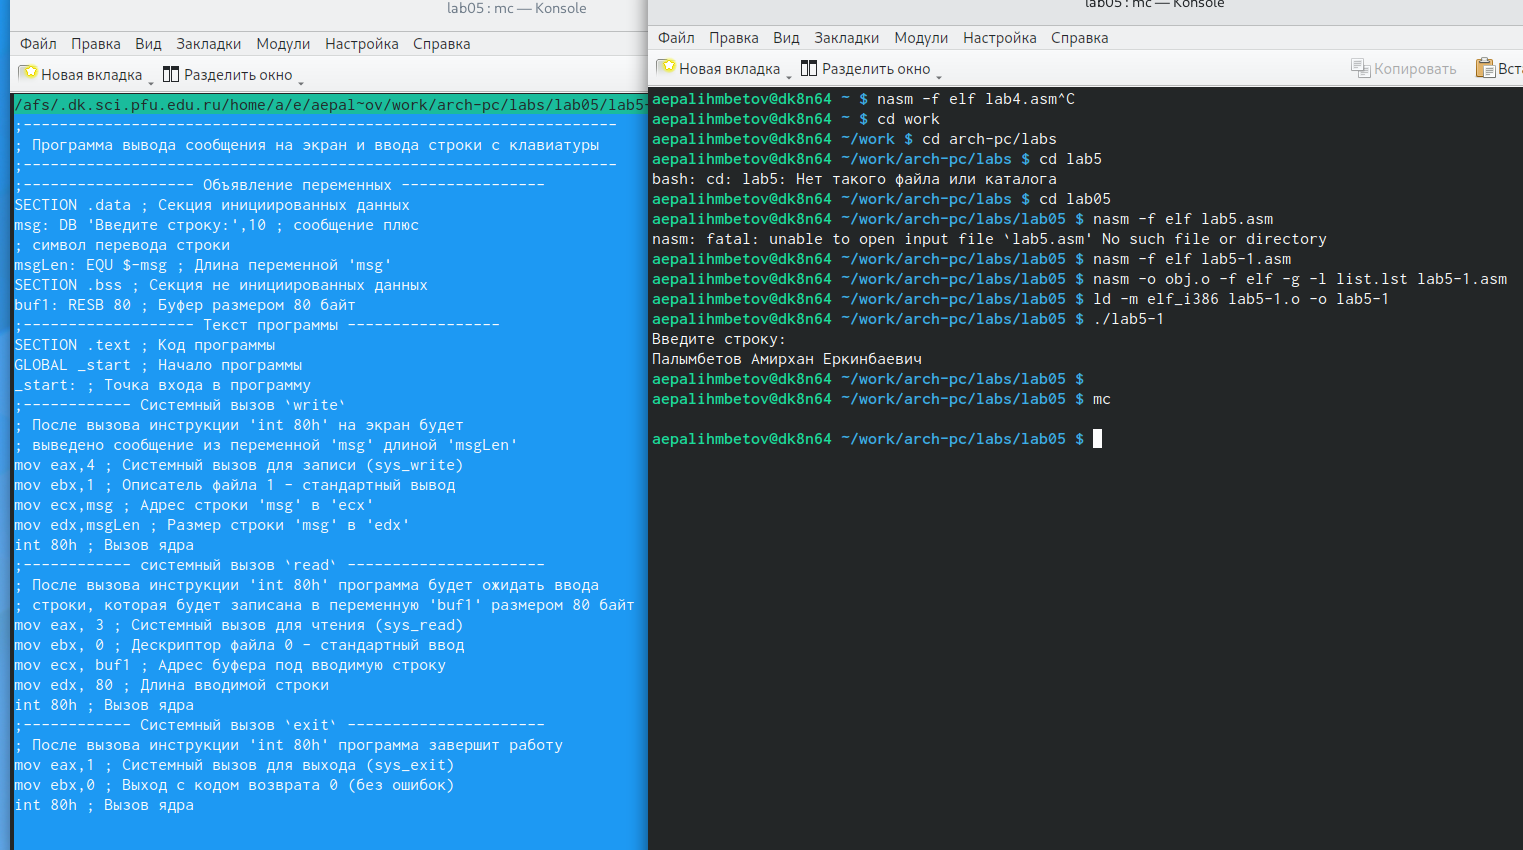 lab05 : mc — Konsole
Файл Правка Вид Закладки Модули Настройка Справка
Новая вкладка Разделить окно
/afs/.dk.sci.pfu.edu.ru/home/a/e/aepal~ov/work/arch-pc/labs/lab05/lab5-
;------------------------------------------------------------------
; Программа вывода сообщения на экран и ввода строки с клавиатуры
;------------------------------------------------------------------
;------------------- Объявление переменных ----------------
SECTION .data ; Секция инициированных данных
msg: DB 'Введите строку:',10 ; сообщение плюс
; символ перевода строки
msgLen: EQU $-msg ; Длина переменной 'msg'
SECTION .bss ; Секция не инициированных данных
buf1: RESB 80 ; Буфер размером 80 байт
;------------------- Текст программы -----------------
SECTION .text ; Код программы
GLOBAL _start ; Начало программы
_start: ; Точка входа в программу
;------------ Системный вызов `write`
; После вызова инструкции 'int 80h' на экран будет
; выведено сообщение из переменной 'msg' длиной 'msgLen'
mov eax,4 ; Системный вызов для записи (sys_write)
mov ebx,1 ; Описатель файла 1 - стандартный вывод
mov ecx,msg ; Адрес строки 'msg' в 'ecx'
mov edx,msgLen ; Размер строки 'msg' в 'edx'
int 80h ; Вызов ядра
;------------ системный вызов `read` ----------------------
; После вызова инструкции 'int 80h' программа будет ожидать ввода
; строки, которая будет записана в переменную 'buf1' размером 80 байт
mov eax, 3 ; Системный вызов для чтения (sys_read)
mov ebx, 0 ; Дескриптор файла 0 - стандартный ввод
mov ecx, buf1 ; Адрес буфера под вводимую строку
mov edx, 80 ; Длина вводимой строки
int 80h ; Вызов ядра
;------------ Системный вызов `exit` ----------------------
; После вызова инструкции 'int 80h' программа завершит работу
mov eax,1 ; Системный вызов для выхода (sys_exit)
mov ebx,0 ; Выход с кодом возврата 0 (без ошибок)
int 80h ; Вызов ядра
lab05 : mc — Konsole
Файл Правка Вид Закладки Модули Настройка Справка
Новая вкладка Разделить окно Копировать Вст
aepalihmbetov@dk8n64 ~ $ nasm -f elf lab4.asm^C
aepalihmbetov@dk8n64 ~ $ cd work
aepalihmbetov@dk8n64 ~/work $ cd arch-pc/labs
aepalihmbetov@dk8n64 ~/work/arch-pc/labs $ cd lab5
bash: cd: lab5: Нет такого файла или каталога
aepalihmbetov@dk8n64 ~/work/arch-pc/labs $ cd lab05
aepalihmbetov@dk8n64 ~/work/arch-pc/labs/lab05 $ nasm -f elf lab5.asm
nasm: fatal: unable to open input file `lab5.asm' No such file or directory
aepalihmbetov@dk8n64 ~/work/arch-pc/labs/lab05 $ nasm -f elf lab5-1.asm
aepalihmbetov@dk8n64 ~/work/arch-pc/labs/lab05 $ nasm -o obj.o -f elf -g -l list.lst lab5-1.asm
aepalihmbetov@dk8n64 ~/work/arch-pc/labs/lab05 $ ld -m elf_i386 lab5-1.o -o lab5-1
aepalihmbetov@dk8n64 ~/work/arch-pc/labs/lab05 $ ./lab5-1
Введите строку:
Палымбетов Амирхан Еркинбаевич
aepalihmbetov@dk8n64 ~/work/arch-pc/labs/lab05 $
aepalihmbetov@dk8n64 ~/work/arch-pc/labs/lab05 $ mc
aepalihmbetov@dk8n64 ~/work/arch-pc/labs/lab05 $